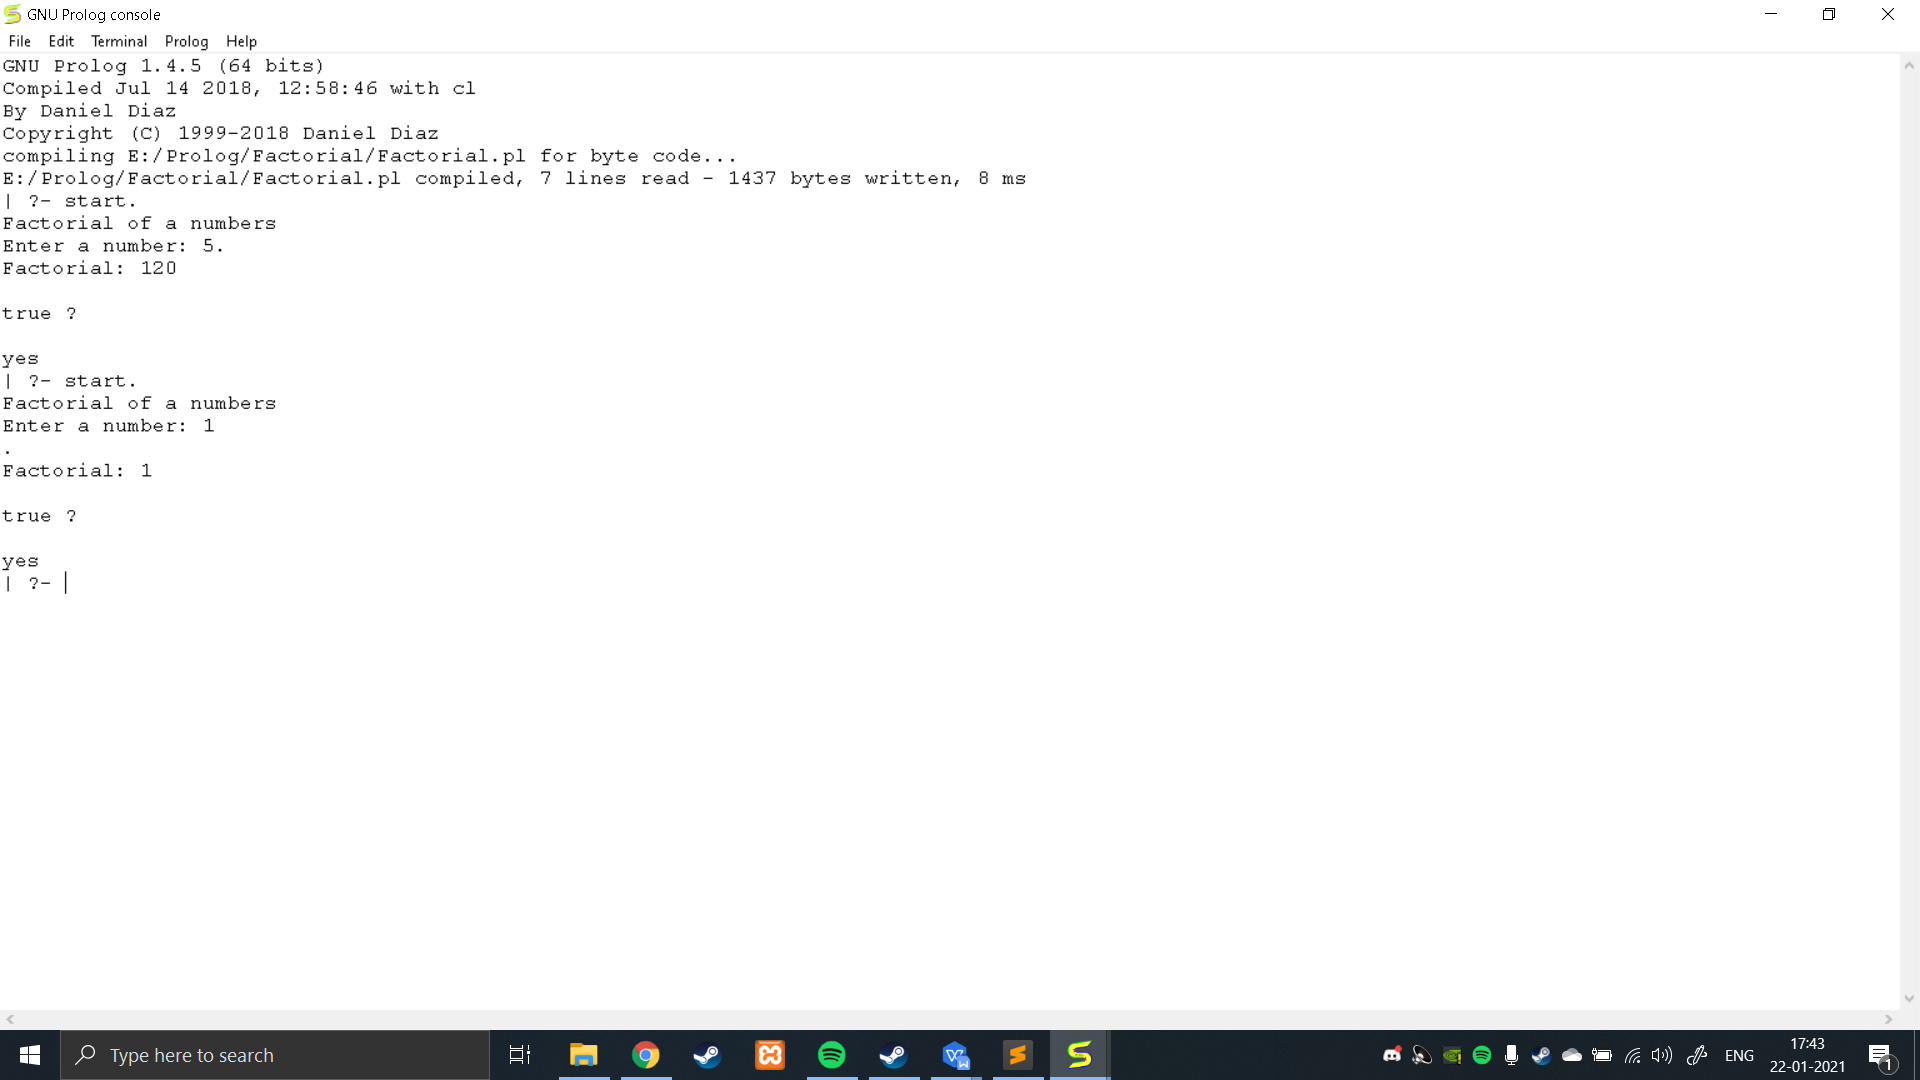 GNU Prolog console
File Edit Terminal Prolog Help
GNU Prolog 1.4.5 (64 bits)
Compiled Jul 14 2018, 12:58:46 with cl
By Daniel Diaz
Copyright (C) 1999-2018 Daniel Diaz
compiling E:/Prolog/Factorial/Factorial.pl for byte code...
E:/Prolog/Factorial/Factorial.pl compiled, 7 lines read - 1437 bytes written, 8 ms
| ?- start.
Factorial of a numbers
Enter a number: 5.
Factorial: 120
true ?
yes
| ?- start.
Factorial of a numbers
Enter a number: 1
.
Factorial: 1
true ?
yes
| ?-
Type here to search
ENG
17:43
22-01-2021
1